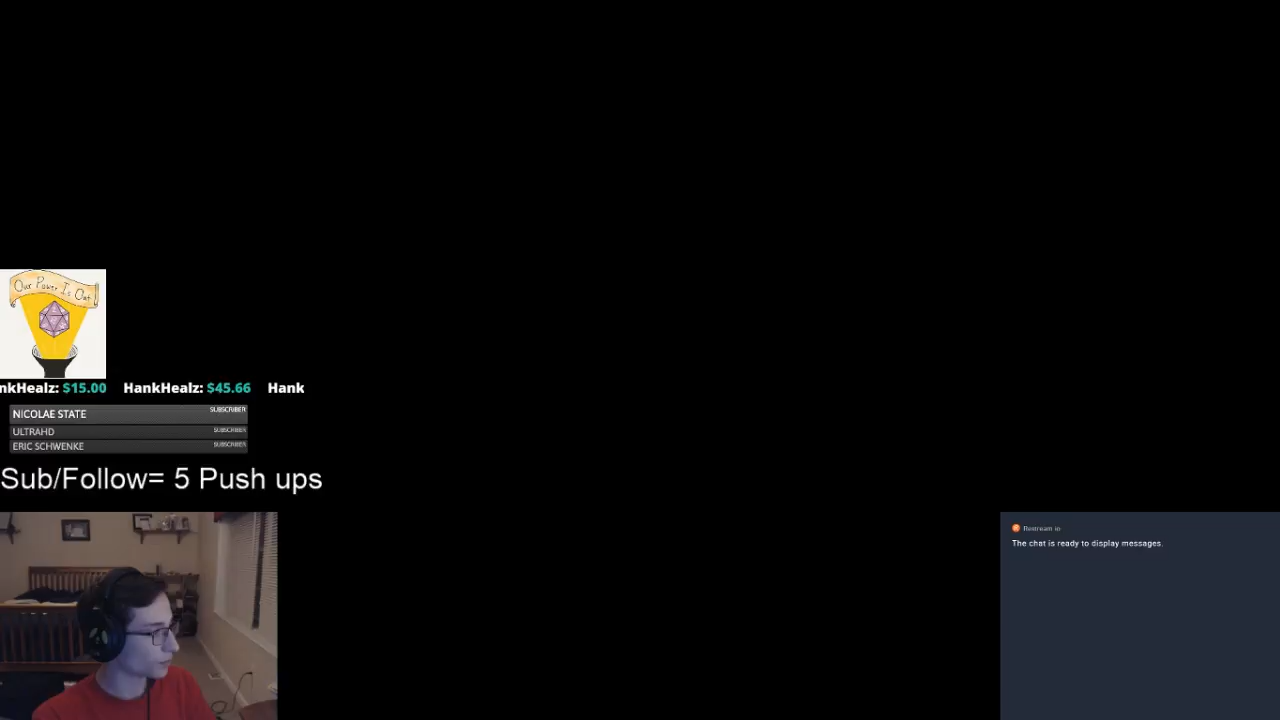 Our Power Is Out
nkHealz: $15.00 HankHealz: $45.66 Hank
NICOLAE STATE SUBSCRIBER
ULTRAHD SUBSCRIBER
ERIC SCHWENKE SUBSCRIBER
Sub/Follow= 5 Push ups
Restream.io
The chat is ready to display messages.